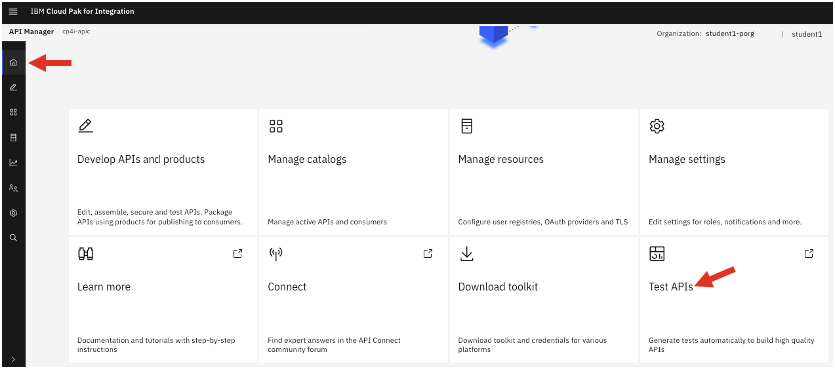 IBM Cloud Pak for Integration
API Manager cp4i-apic
Organization: student1-porg
student1
Develop APIs and products
Edit, assemble, secure and test APIs. Package
APIs using products for publishing to consumers.
Manage catalogs
Manage active APIs and consumers
Manage resources
Configure user registries, OAuth providers and TLS
Manage settings
Edit settings for roles, notifications and more.
Learn more
Documentation and tutorials with step-by-step
instructions
Connect
Find expert answers in the API Connect
community forum
Download toolkit
Download toolkit and credentials for various
platforms
Test APIs
Generate tests automatically to build high quality
APIs